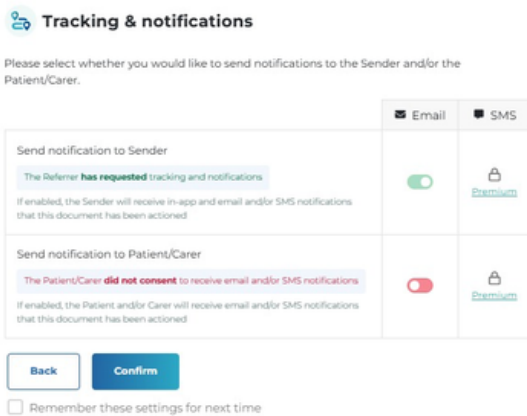 Tracking & notifications
Please select whether you would like to send notifications to the Sender and/or the
Patient/Carer.
Email
SMS
Send notification to Sender
The Referrer has requested tracking and notifications
If enabled, the Sender will receive in-app and email and/or SMS notifications
that this document has been actioned
Premium
Send notification to Patient/Carer
The Patient/Carer did not consent to receive email and/or SMS notifications
If enabled, the Patient and/or Carer will receive email and/or SMS notifications
that this document has been actioned
Premium
Back
Confirm
Remember these settings for next time